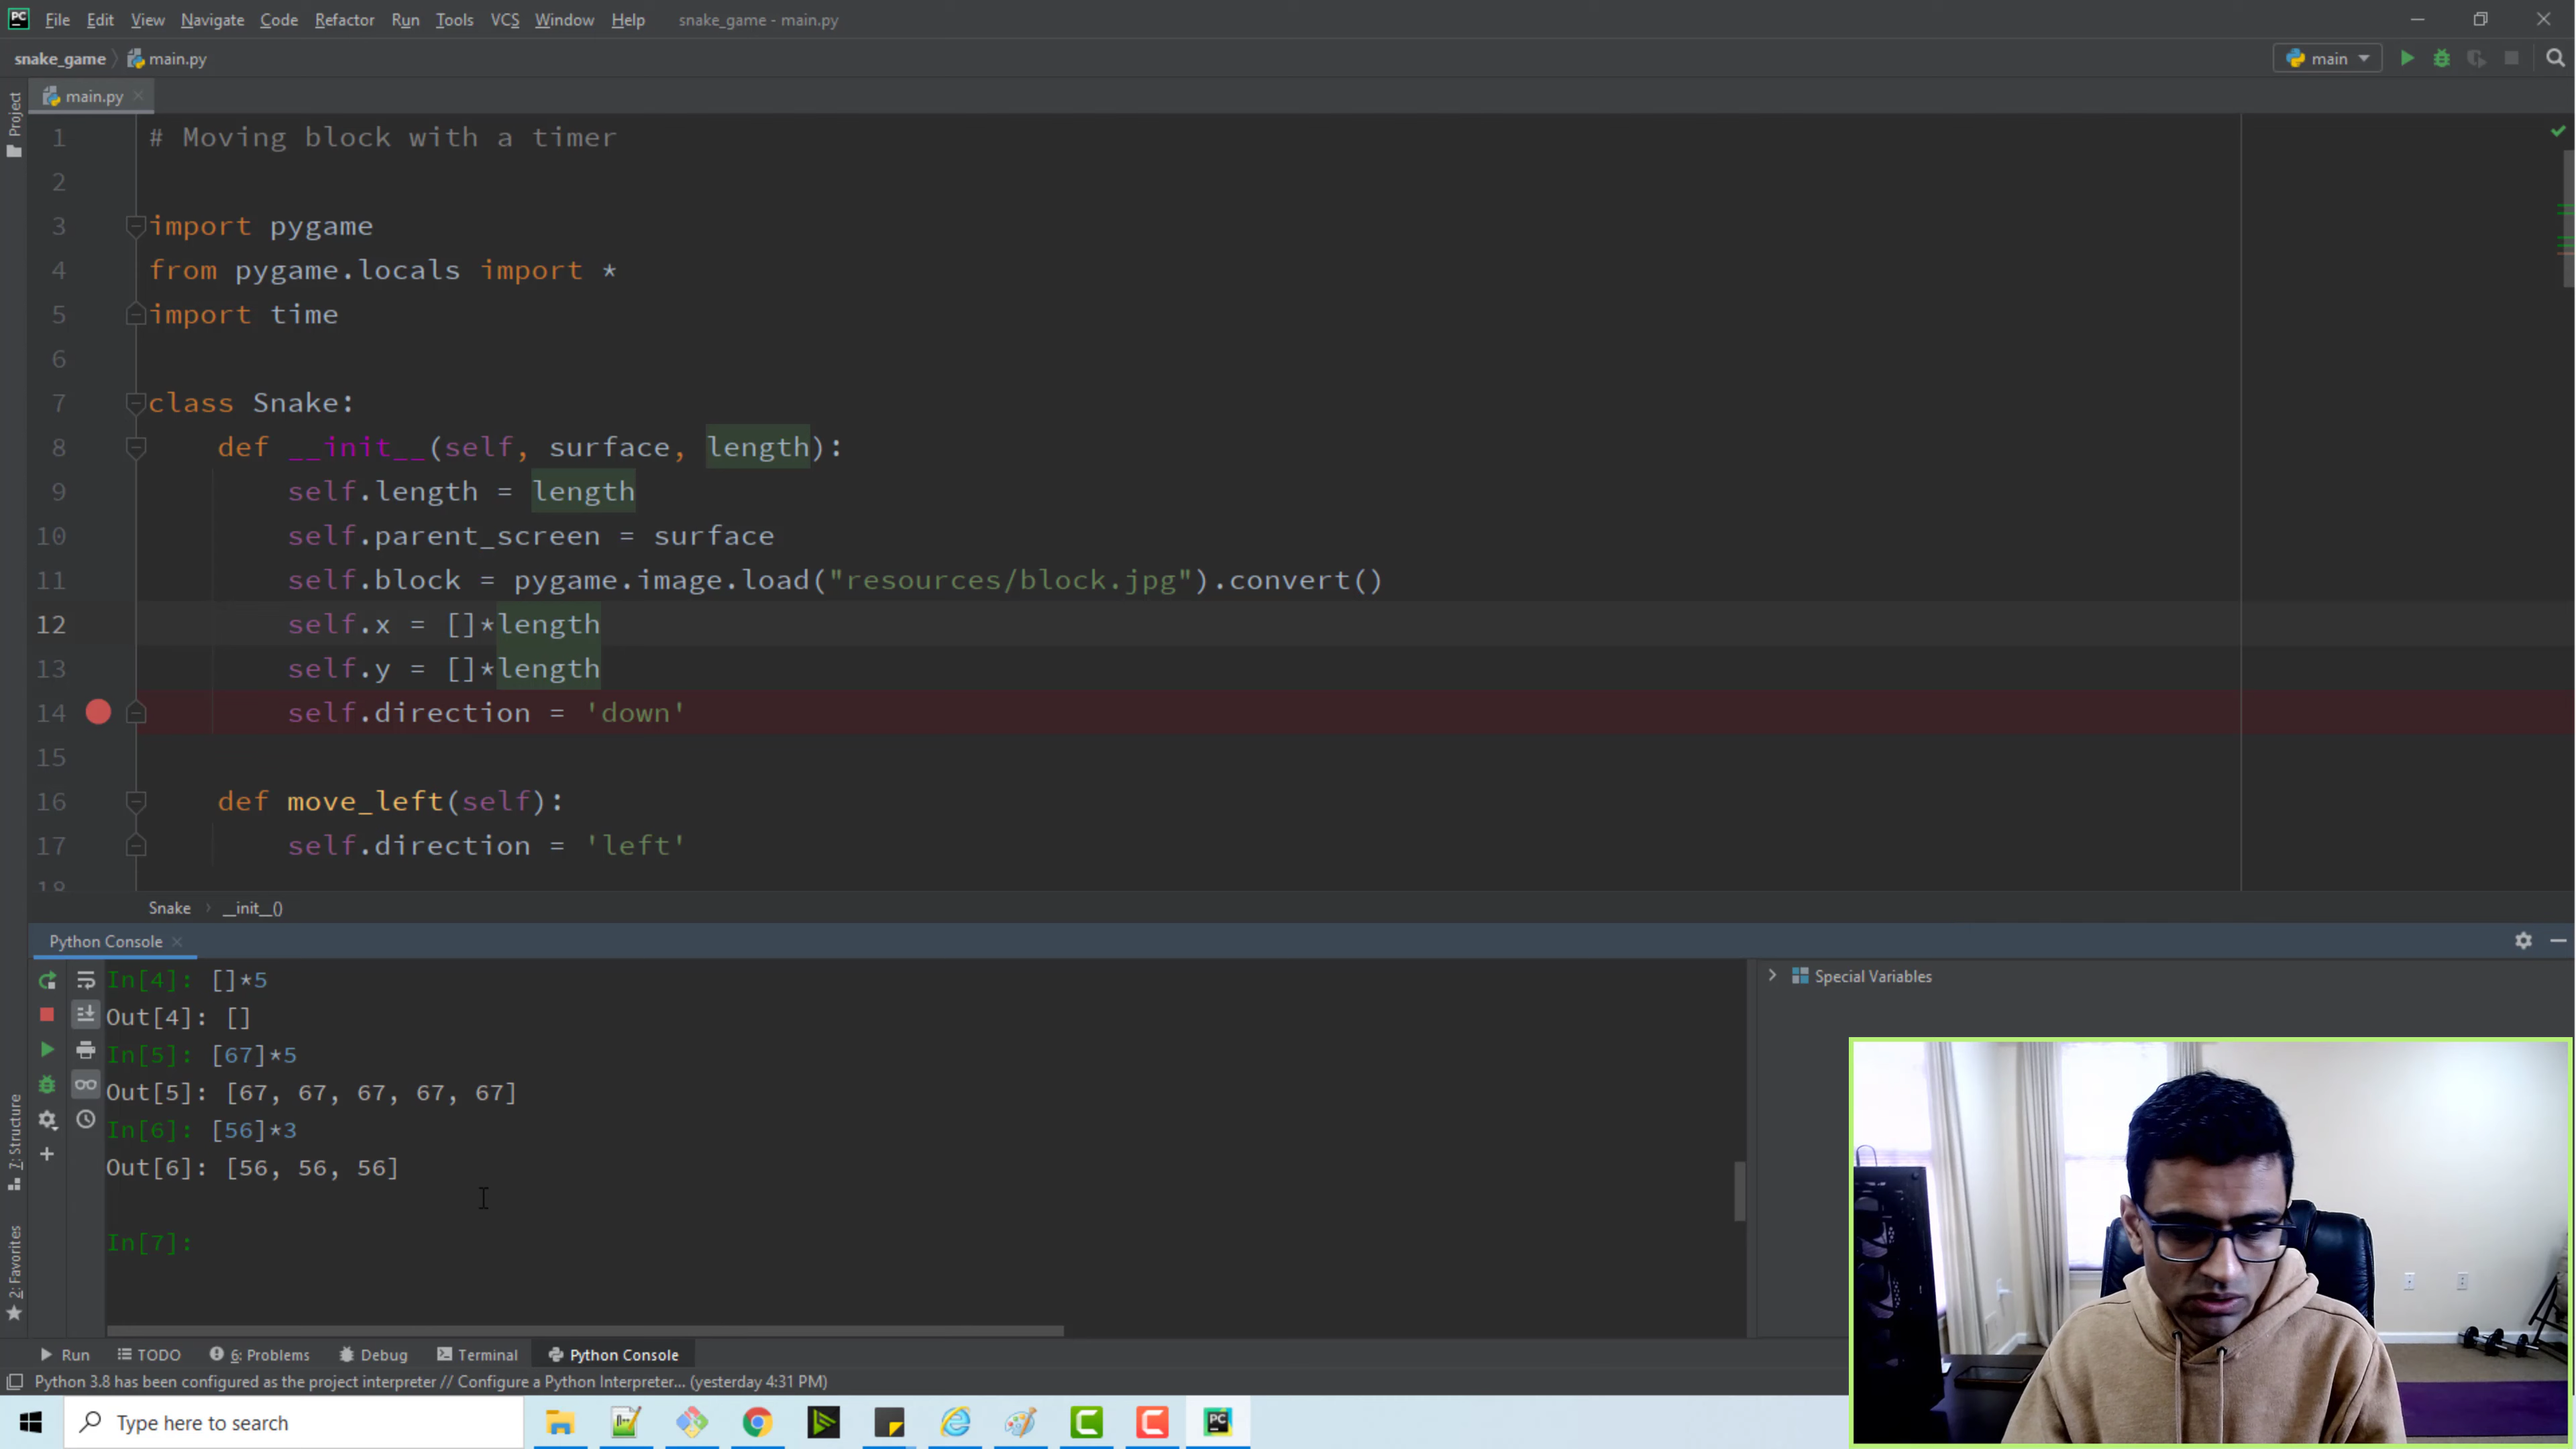 File Edit View Navigate Code Refactor Run Tools VCS Window Help snake_game - main.py
snake_game main.py main
Project
main.py
1 # Moving block with a timer
2
3 import pygame
4 from pygame.locals import *
5 import time
6
7 class Snake:
8 def __init__(self, surface, length):
9 self.length = length
10 self.parent_screen = surface
11 self.block = pygame.image.load("resources/block.jpg").convert()
12 self.x = []*length
13 self.y = []*length
14 self.direction = 'down'
15
16 def move_left(self):
17 self.direction = 'left'
18
Snake __init__()
Python Console
In[4]: []*5
Out[4]: []
In[5]: [67]*5
Out[5]: [67, 67, 67, 67, 67]
In[6]: [56]*3
Out[6]: [56, 56, 56]
In[7]:
Special Variables
7: Structure
2: Favorites
Run TODO 6: Problems Debug Terminal Python Console
Python 3.8 has been configured as the project interpreter // Configure a Python Interpreter... (yesterday 4:31 PM)
Type here to search